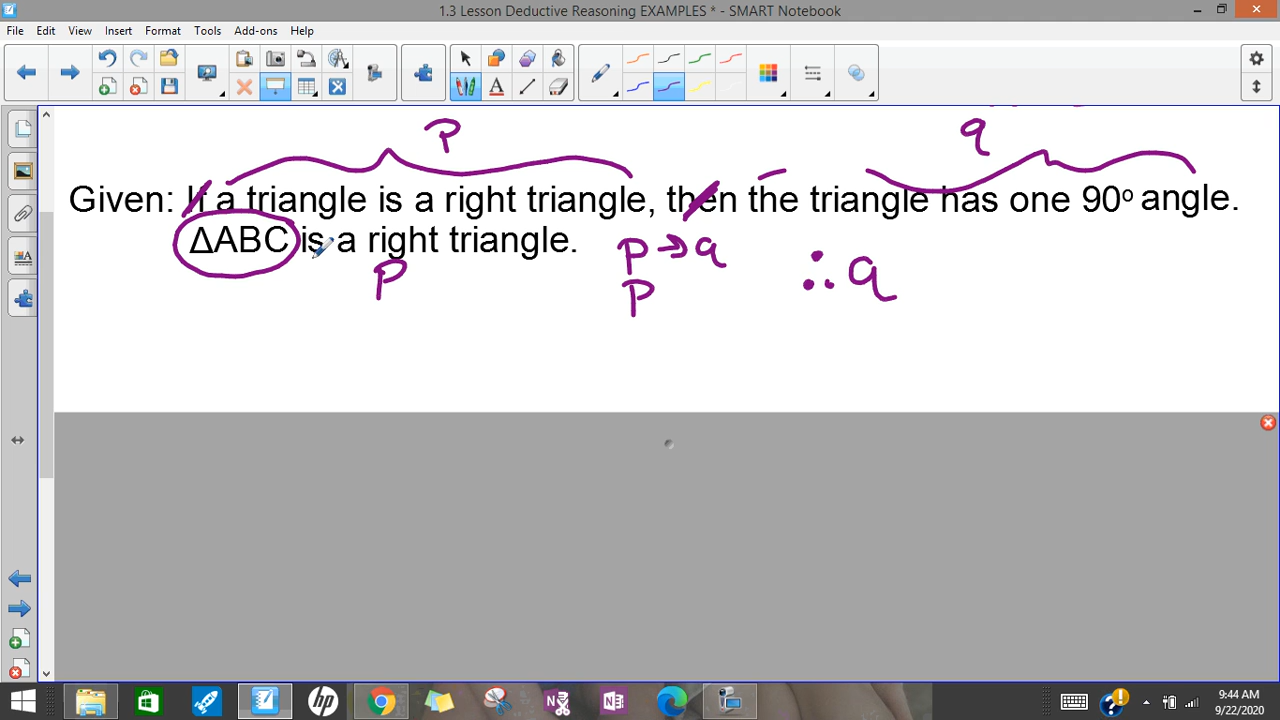 1.3 Lesson Deductive Reasoning EXAMPLES * - SMART Notebook
File Edit View Insert Format Tools Add-ons Help
p q
Given: If a triangle is a right triangle, then the triangle has one 90° angle.
ΔABC is a right triangle. p → q
p p ∴ q
9:44 AM
9/22/2020